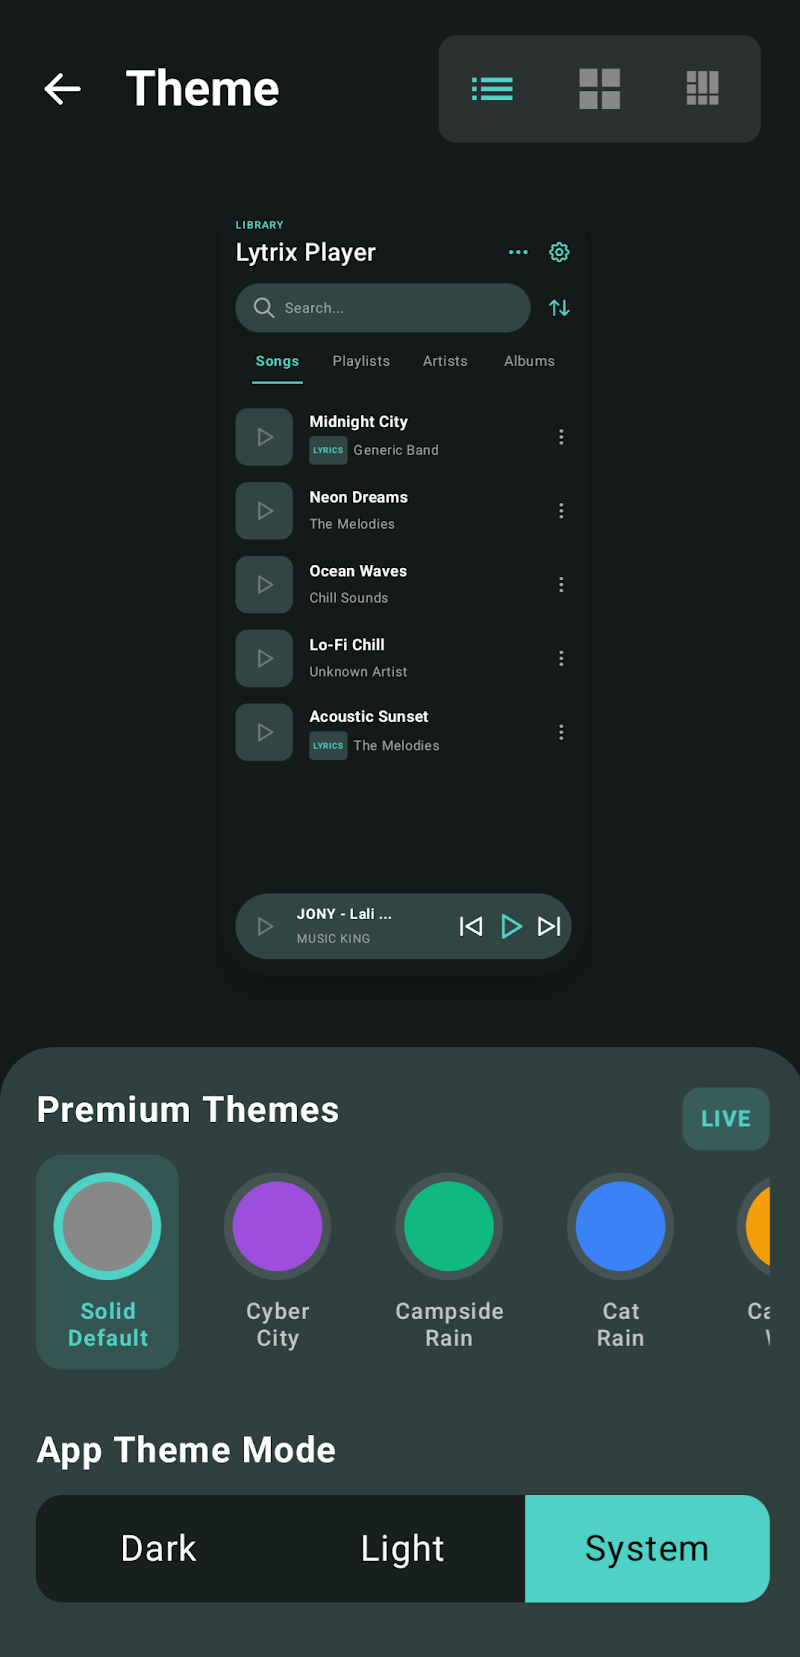 Theme
LIBRARY
Lytrix Player
Search...
Songs Playlists Artists Albums
Midnight City
LYRICS Generic Band
Neon Dreams
The Melodies
Ocean Waves
Chill Sounds
Lo-Fi Chill
Unknown Artist
Acoustic Sunset
LYRICS The Melodies
JONY - Lali ...
MUSIC KING
Premium Themes
LIVE
Solid Default
Cyber City
Campside Rain
Cat Rain
App Theme Mode
Dark Light System